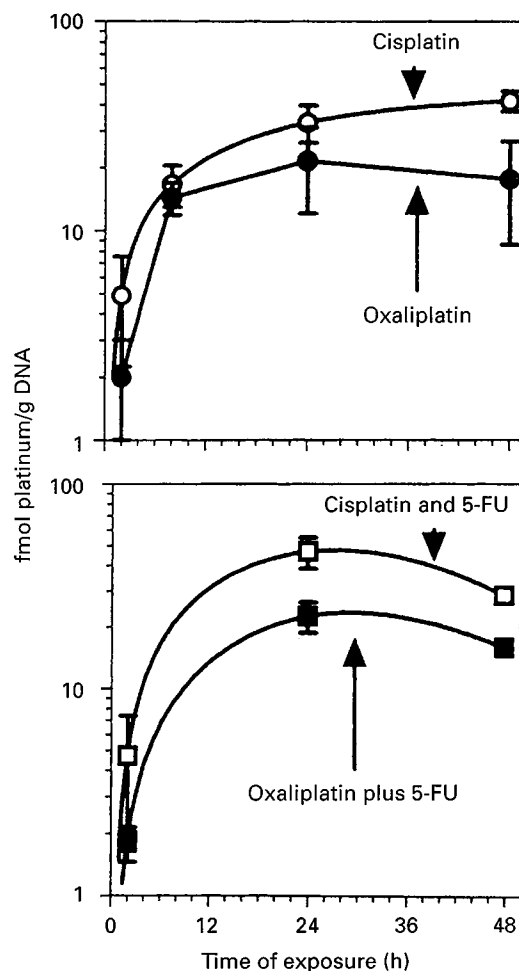 100
Cisplatin
10
Oxaliplatin
1
fmol platinum/g DNA
100
Cisplatin and 5-FU
10
Oxaliplatin plus 5-FU
1
0 12 24 36 48
Time of exposure (h)